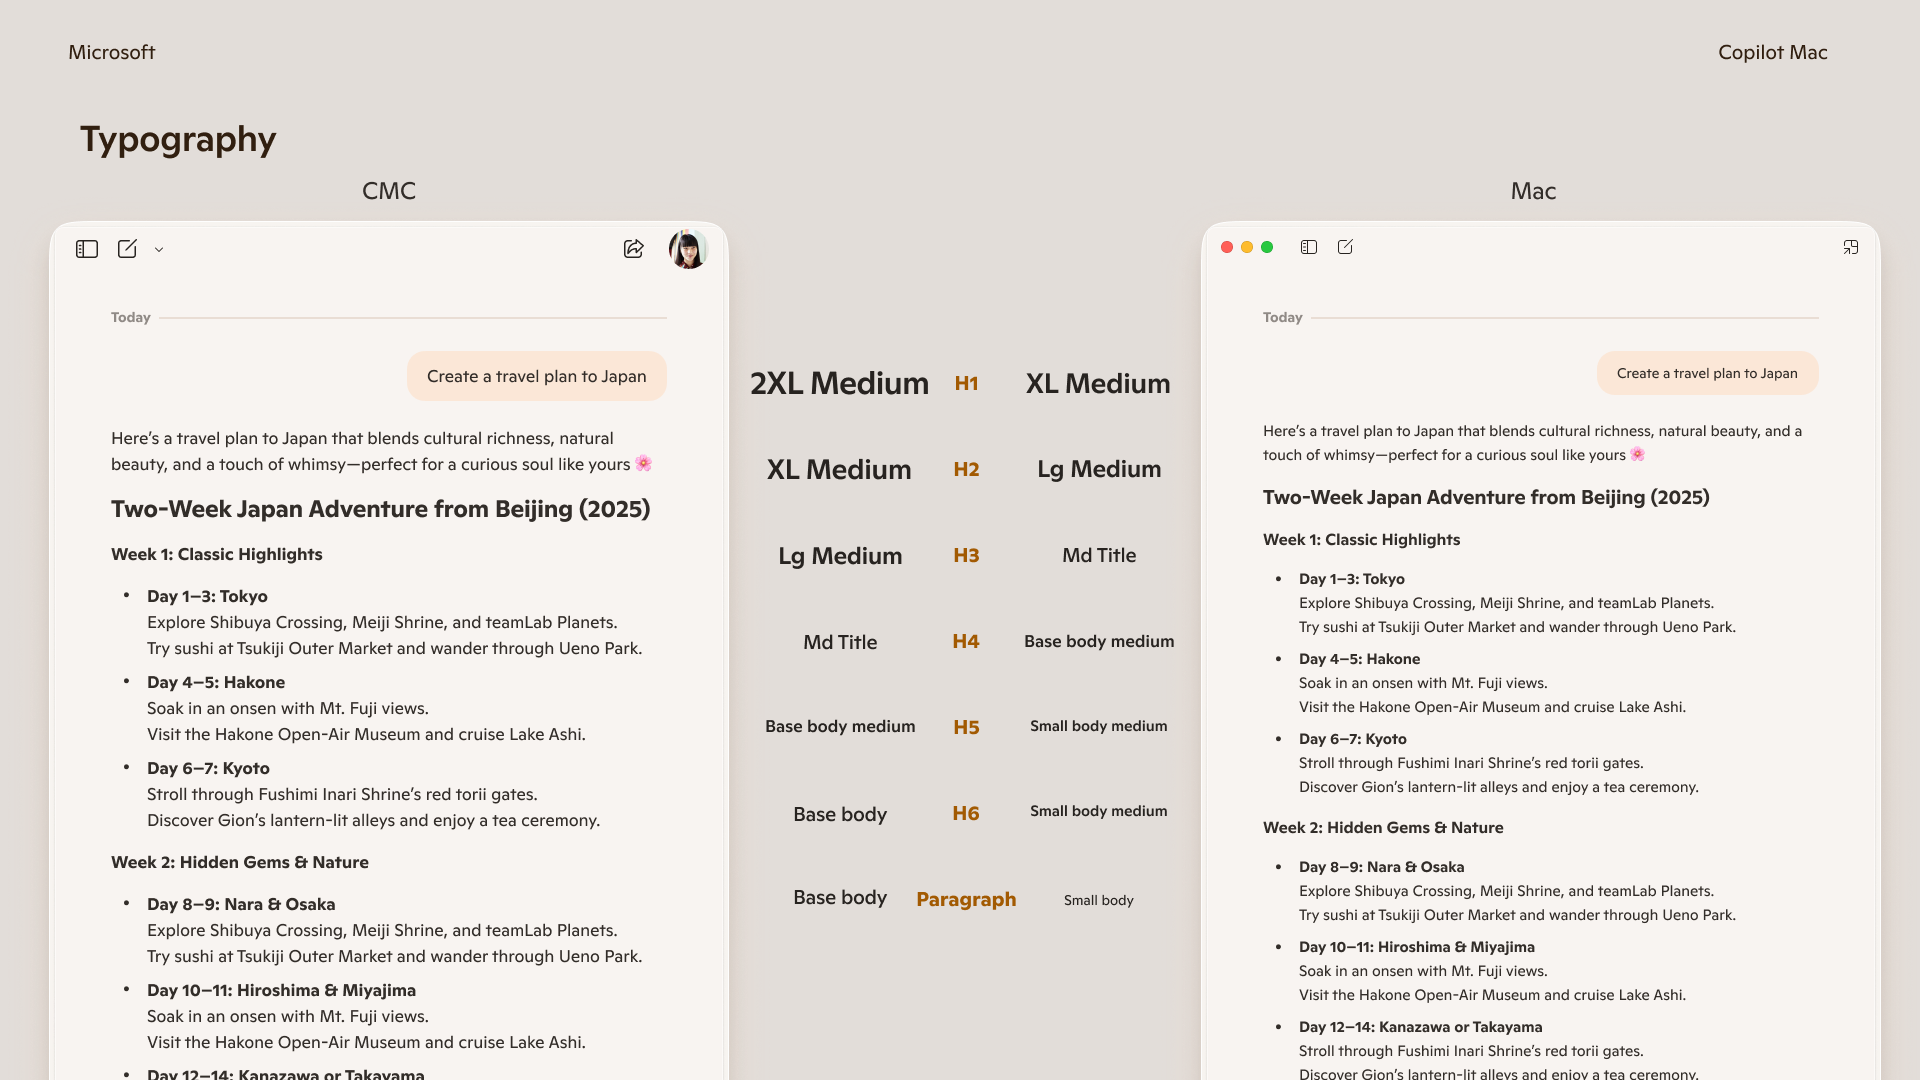 Microsoft
Copilot Mac
Typography
CMC
Today
Create a travel plan to Japan
Here's a travel plan to Japan that blends cultural richness, natural
beauty, and a touch of whimsy—perfect for a curious soul like yours 🌸
Two-Week Japan Adventure from Beijing (2025)
Week 1: Classic Highlights
• Day 1–3: Tokyo
Explore Shibuya Crossing, Meiji Shrine, and teamLab Planets.
Try sushi at Tsukiji Outer Market and wander through Ueno Park.
• Day 4–5: Hakone
Soak in an onsen with Mt. Fuji views.
Visit the Hakone Open-Air Museum and cruise Lake Ashi.
• Day 6–7: Kyoto
Stroll through Fushimi Inari Shrine's red torii gates.
Discover Gion's lantern-lit alleys and enjoy a tea ceremony.
Week 2: Hidden Gems & Nature
• Day 8–9: Nara & Osaka
Explore Shibuya Crossing, Meiji Shrine, and teamLab Planets.
Try sushi at Tsukiji Outer Market and wander through Ueno Park.
• Day 10–11: Hiroshima & Miyajima
Soak in an onsen with Mt. Fuji views.
Visit the Hakone Open-Air Museum and cruise Lake Ashi.
• Day 12–14: Kanazawa or Takayama
2XL Medium H1 XL Medium
XL Medium H2 Lg Medium
Lg Medium H3 Md Title
Md Title H4 Base body medium
Base body medium H5 Small body medium
Base body H6 Small body medium
Base body Paragraph Small body
Mac
Today
Create a travel plan to Japan
Here's a travel plan to Japan that blends cultural richness, natural beauty, and a
touch of whimsy—perfect for a curious soul like yours 🌸
Two-Week Japan Adventure from Beijing (2025)
Week 1: Classic Highlights
• Day 1–3: Tokyo
Explore Shibuya Crossing, Meiji Shrine, and teamLab Planets.
Try sushi at Tsukiji Outer Market and wander through Ueno Park.
• Day 4–5: Hakone
Soak in an onsen with Mt. Fuji views.
Visit the Hakone Open-Air Museum and cruise Lake Ashi.
• Day 6–7: Kyoto
Stroll through Fushimi Inari Shrine's red torii gates.
Discover Gion's lantern-lit alleys and enjoy a tea ceremony.
Week 2: Hidden Gems & Nature
• Day 8–9: Nara & Osaka
Explore Shibuya Crossing, Meiji Shrine, and teamLab Planets.
Try sushi at Tsukiji Outer Market and wander through Ueno Park.
• Day 10–11: Hiroshima & Miyajima
Soak in an onsen with Mt. Fuji views.
Visit the Hakone Open-Air Museum and cruise Lake Ashi.
• Day 12–14: Kanazawa or Takayama
Stroll through Fushimi Inari Shrine's red torii gates.
Discover Gion's lantern-lit alleys and enjoy a tea ceremony.